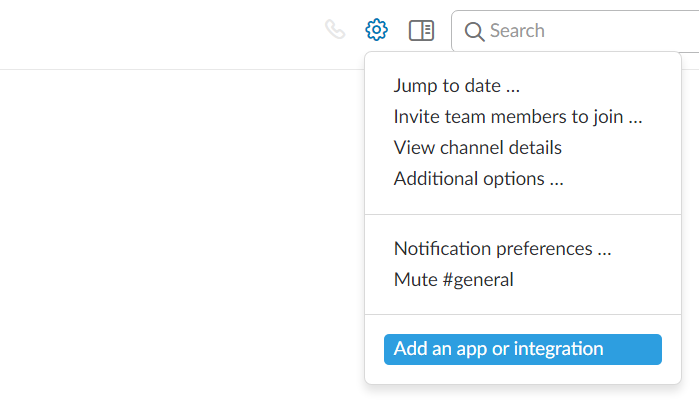 Search
Jump to date ...
Invite team members to join ...
View channel details
Additional options ...
Notification preferences ...
Mute #general
Add an app or integration